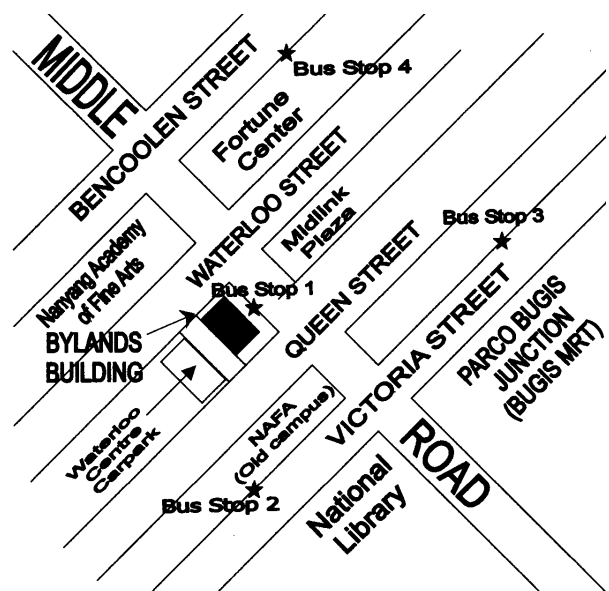 MIDDLE
BENCOOLEN STREET
Bus Stop 4
Fortune
Center
WATERLOO STREET
Midlink
Plaza
Bus Stop 3
Nanyang Academy
of Fine Arts
Bus Stop 1
QUEEN STREET
BYLANDS
BUILDING
VICTORIA STREET
PARCO BUGIS
JUNCTION
(BUGIS MRT)
Waterloo
Centre
Carpark
NAFA
(Old campus)
ROAD
Bus Stop 2
National
Library